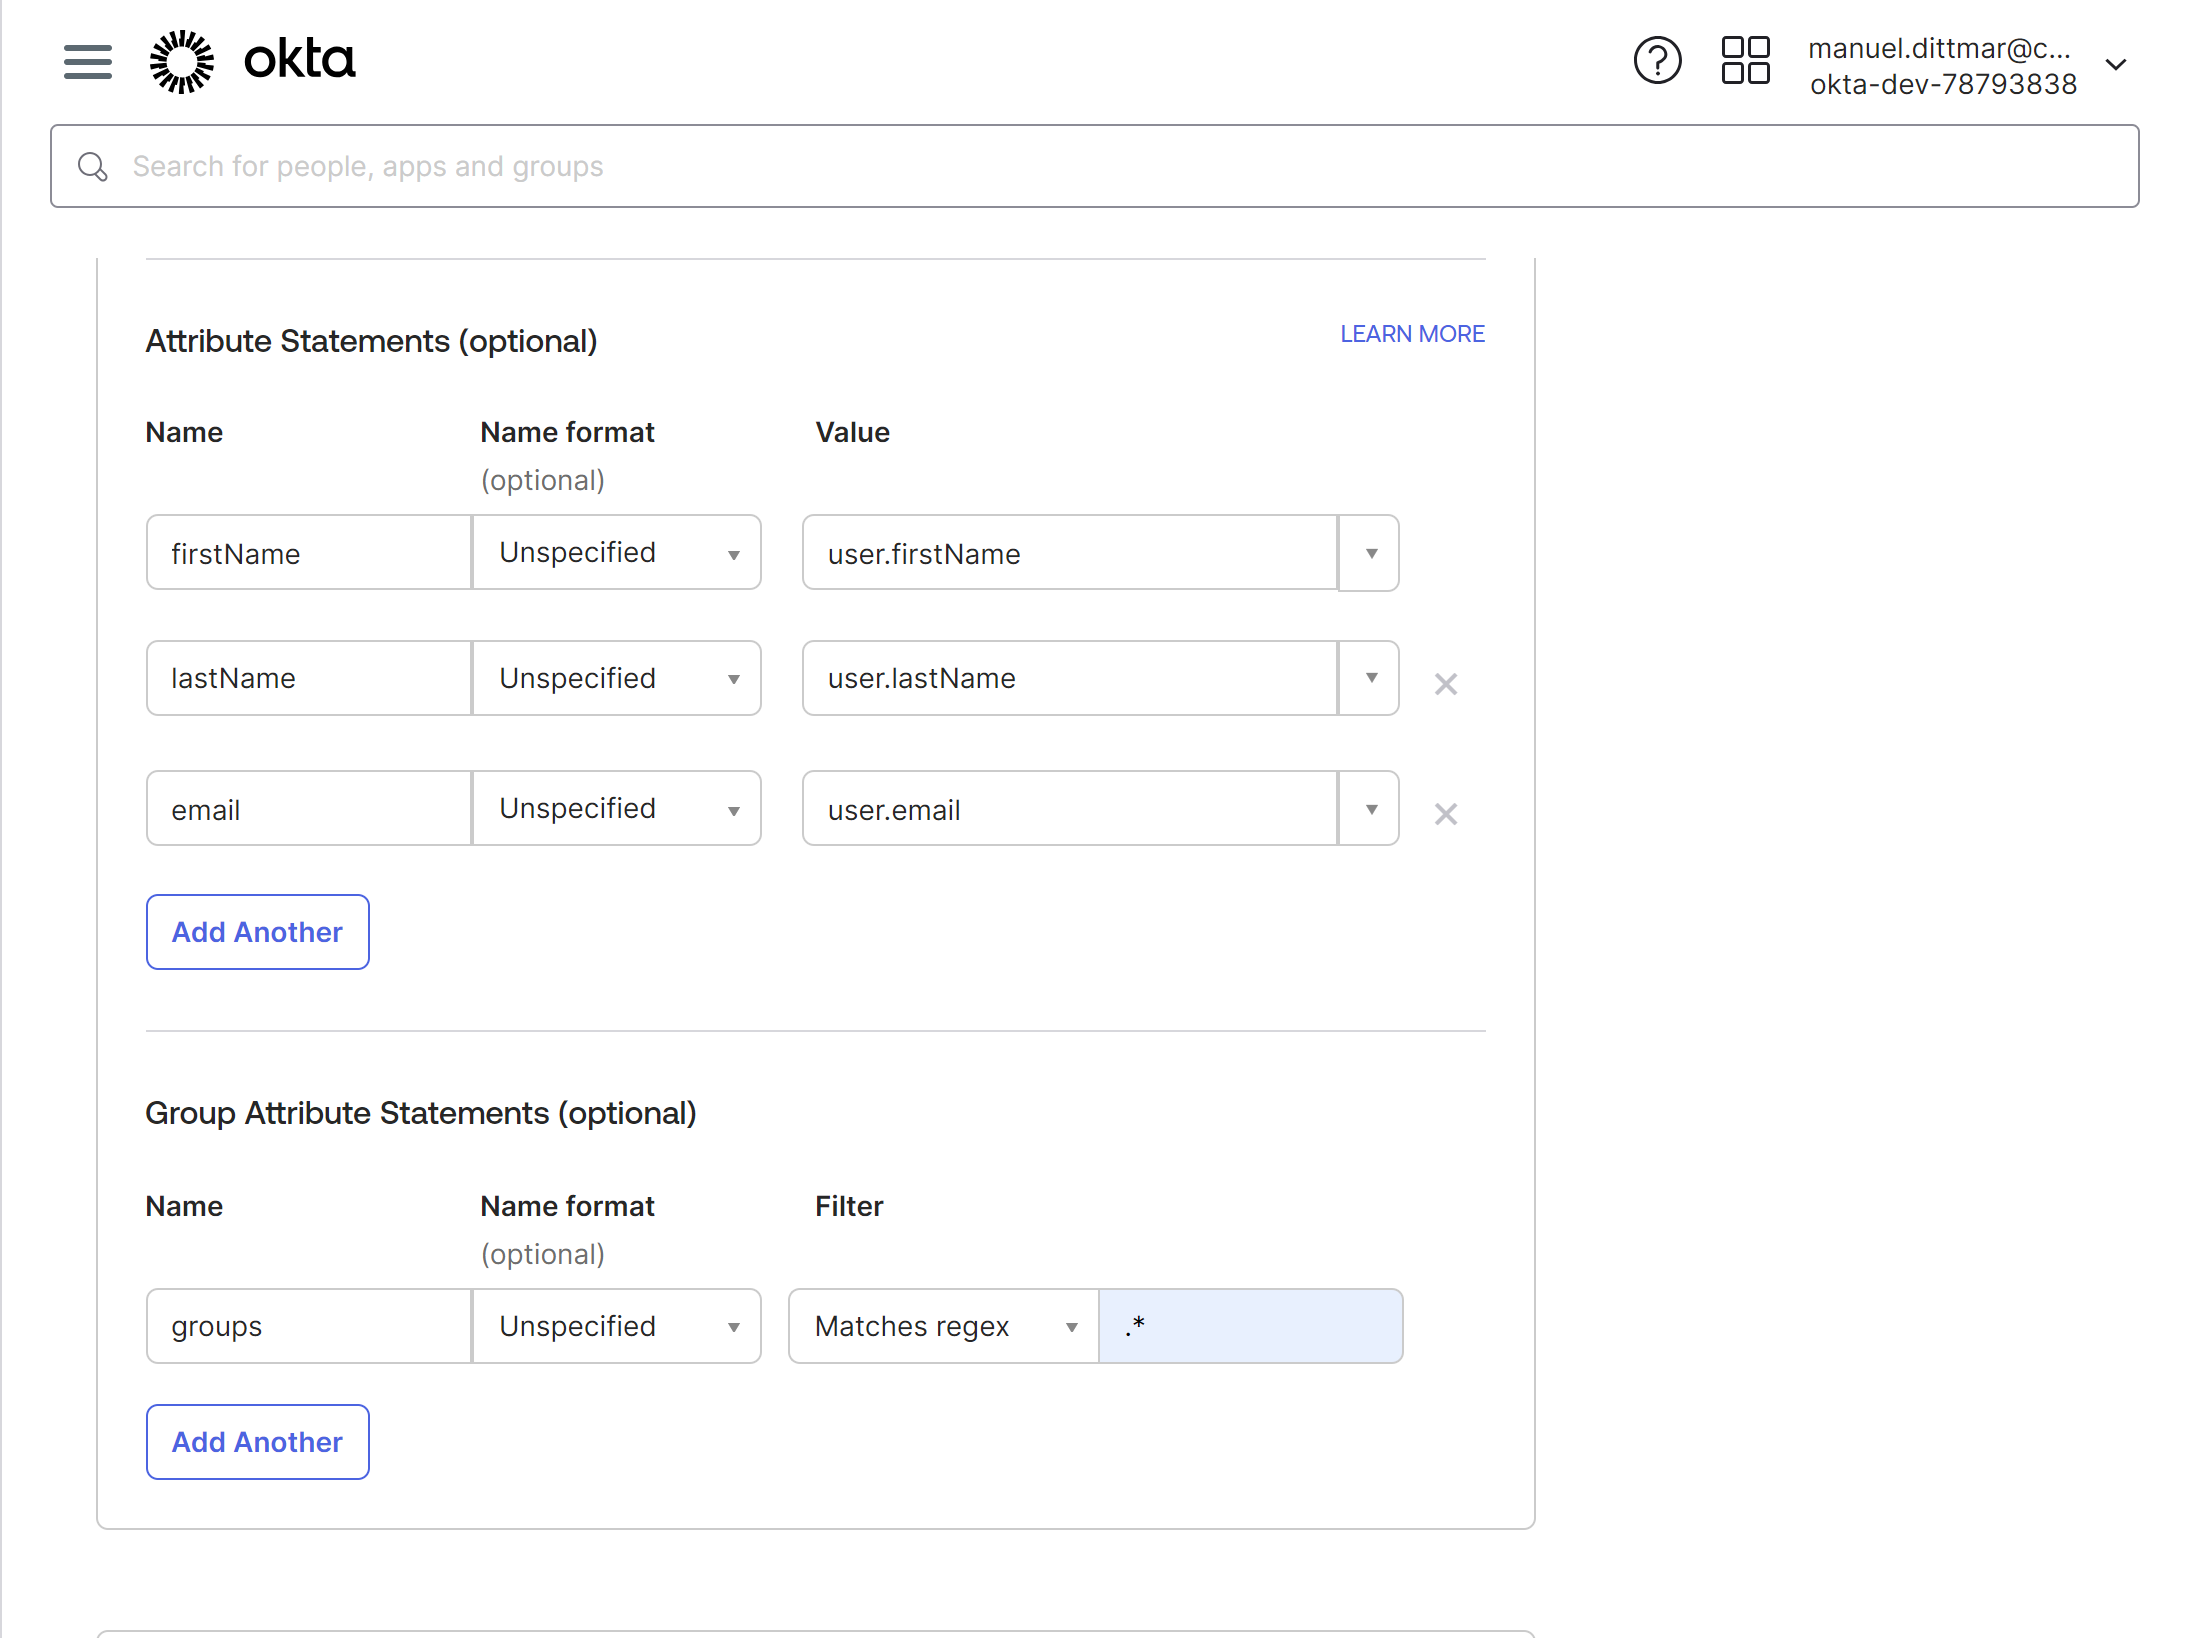 okta
manuel.dittmar@c...
okta-dev-78793838
Search for people, apps and groups
Attribute Statements (optional)
LEARN MORE
Name Name format Value
(optional)
firstName Unspecified user.firstName
lastName Unspecified user.lastName
email Unspecified user.email
Add Another
Group Attribute Statements (optional)
Name Name format Filter
(optional)
groups Unspecified Matches regex .*
Add Another